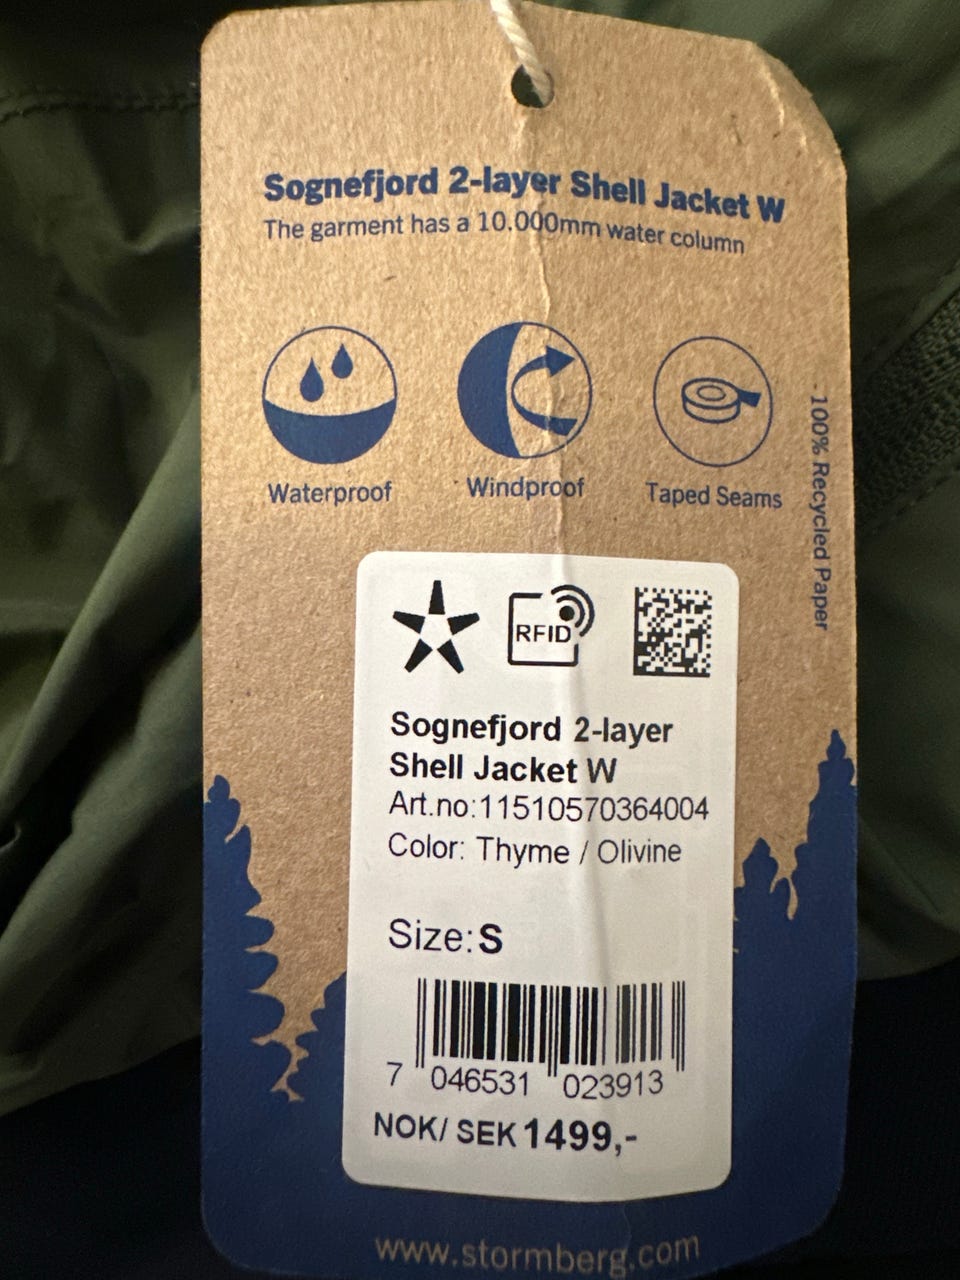 Sognefjord 2-layer Shell Jacket W
The garment has a 10.000mm water column
Waterproof
Windproof
Taped Seams
100% Recycled Paper
RFID
Sognefjord 2-layer
Shell Jacket W
Art.no:11510570364004
Color: Thyme / Olivine
Size: S
7 046531 023913
NOK/ SEK 1499,-
www.stormberg.com